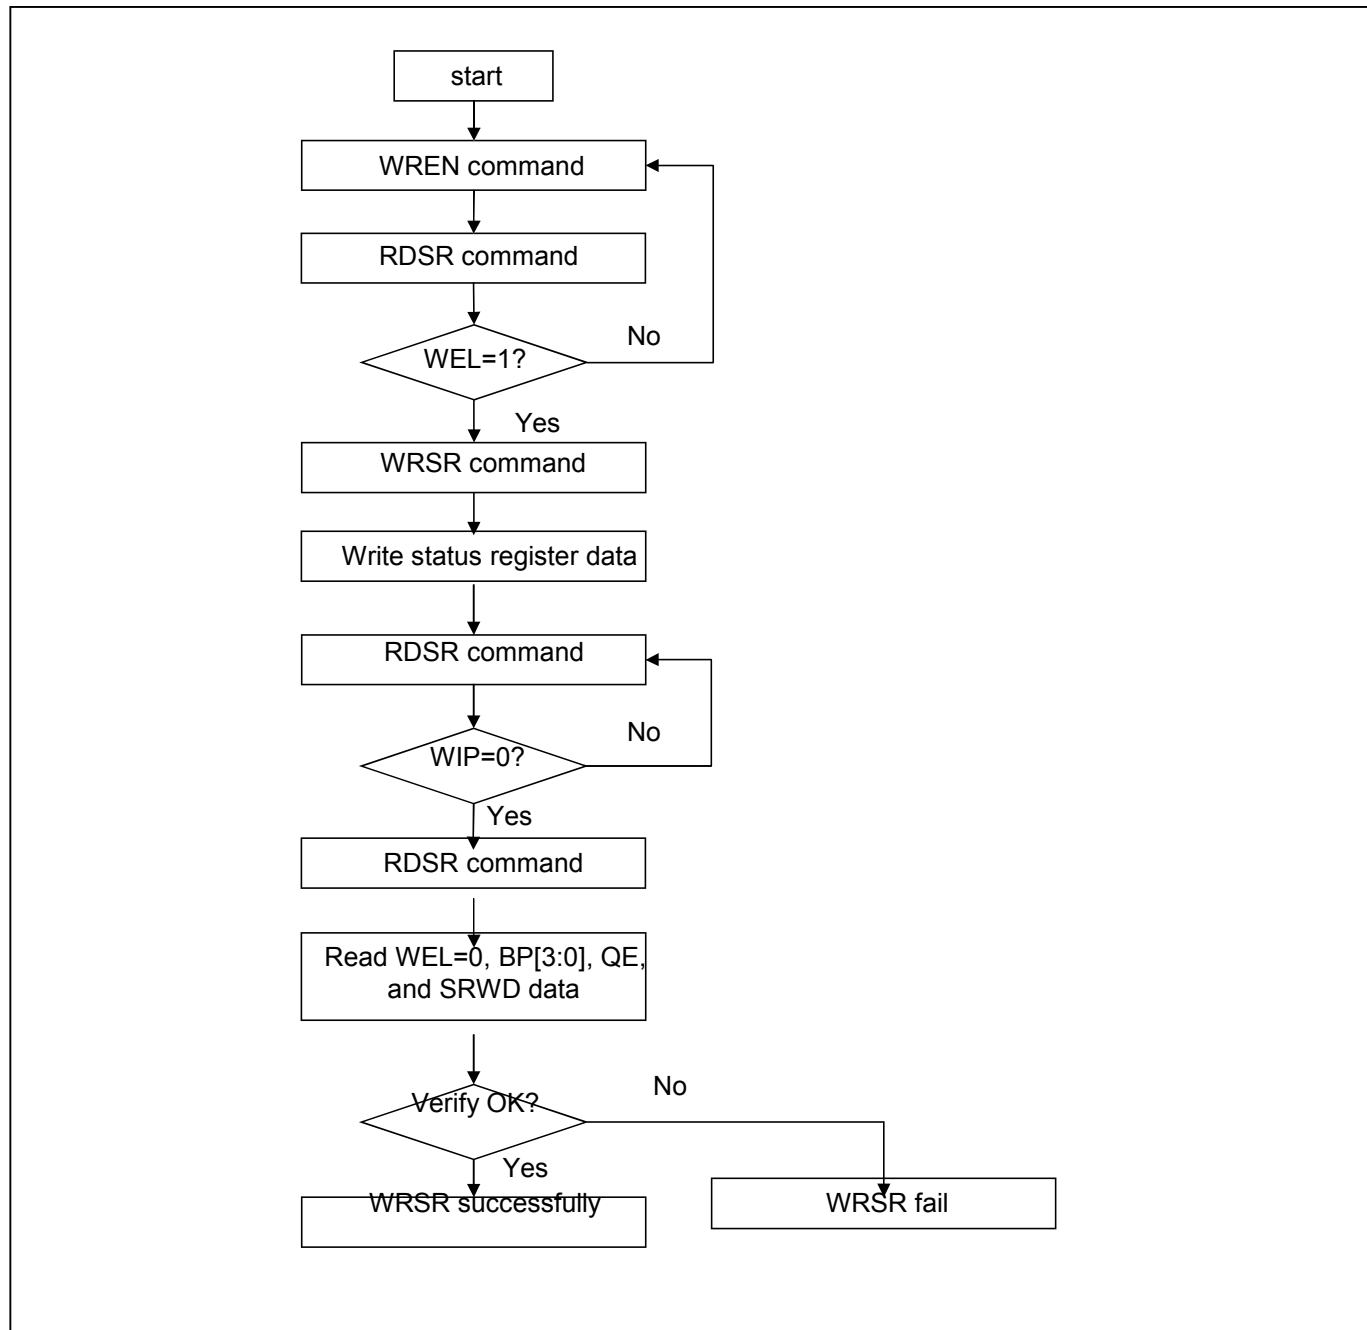 start
WREN command
RDSR command
No
WEL=1?
Yes
WRSR command
Write status register data
RDSR command
No
WIP=0?
Yes
RDSR command
Read WEL=0, BP[3:0], QE,
and SRWD data
No
Verify OK?
Yes
WRSR successfully
WRSR fail